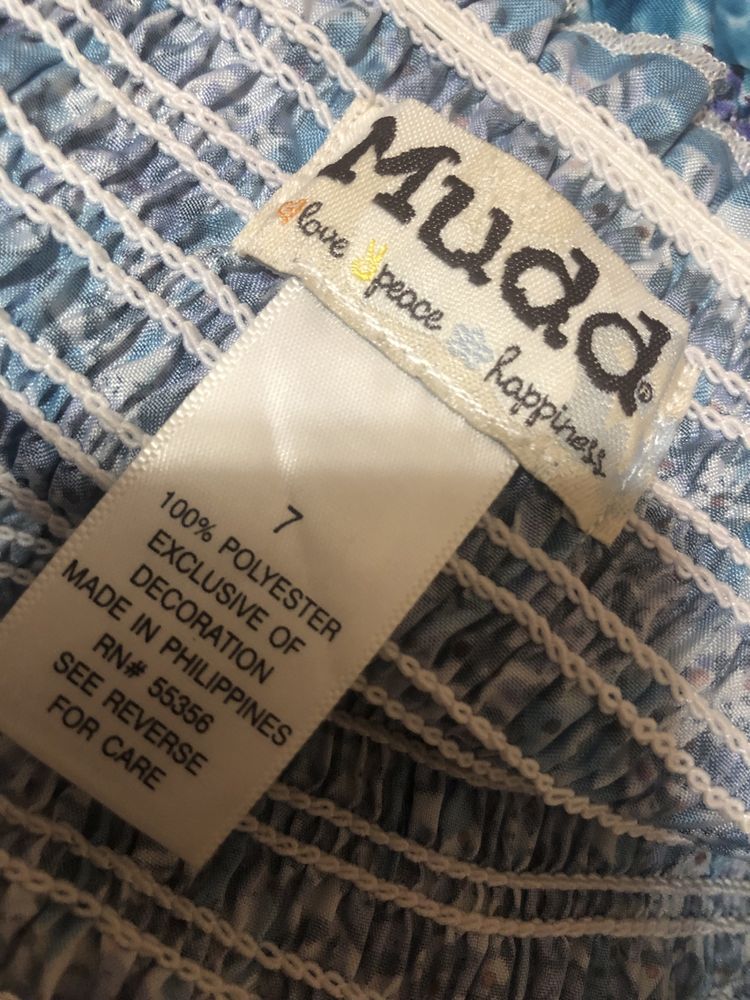 Mudd®
love peace happiness
7
100% POLYESTER
EXCLUSIVE OF
DECORATION
MADE IN PHILIPPINES
RN# 55356
SEE REVERSE
FOR CARE